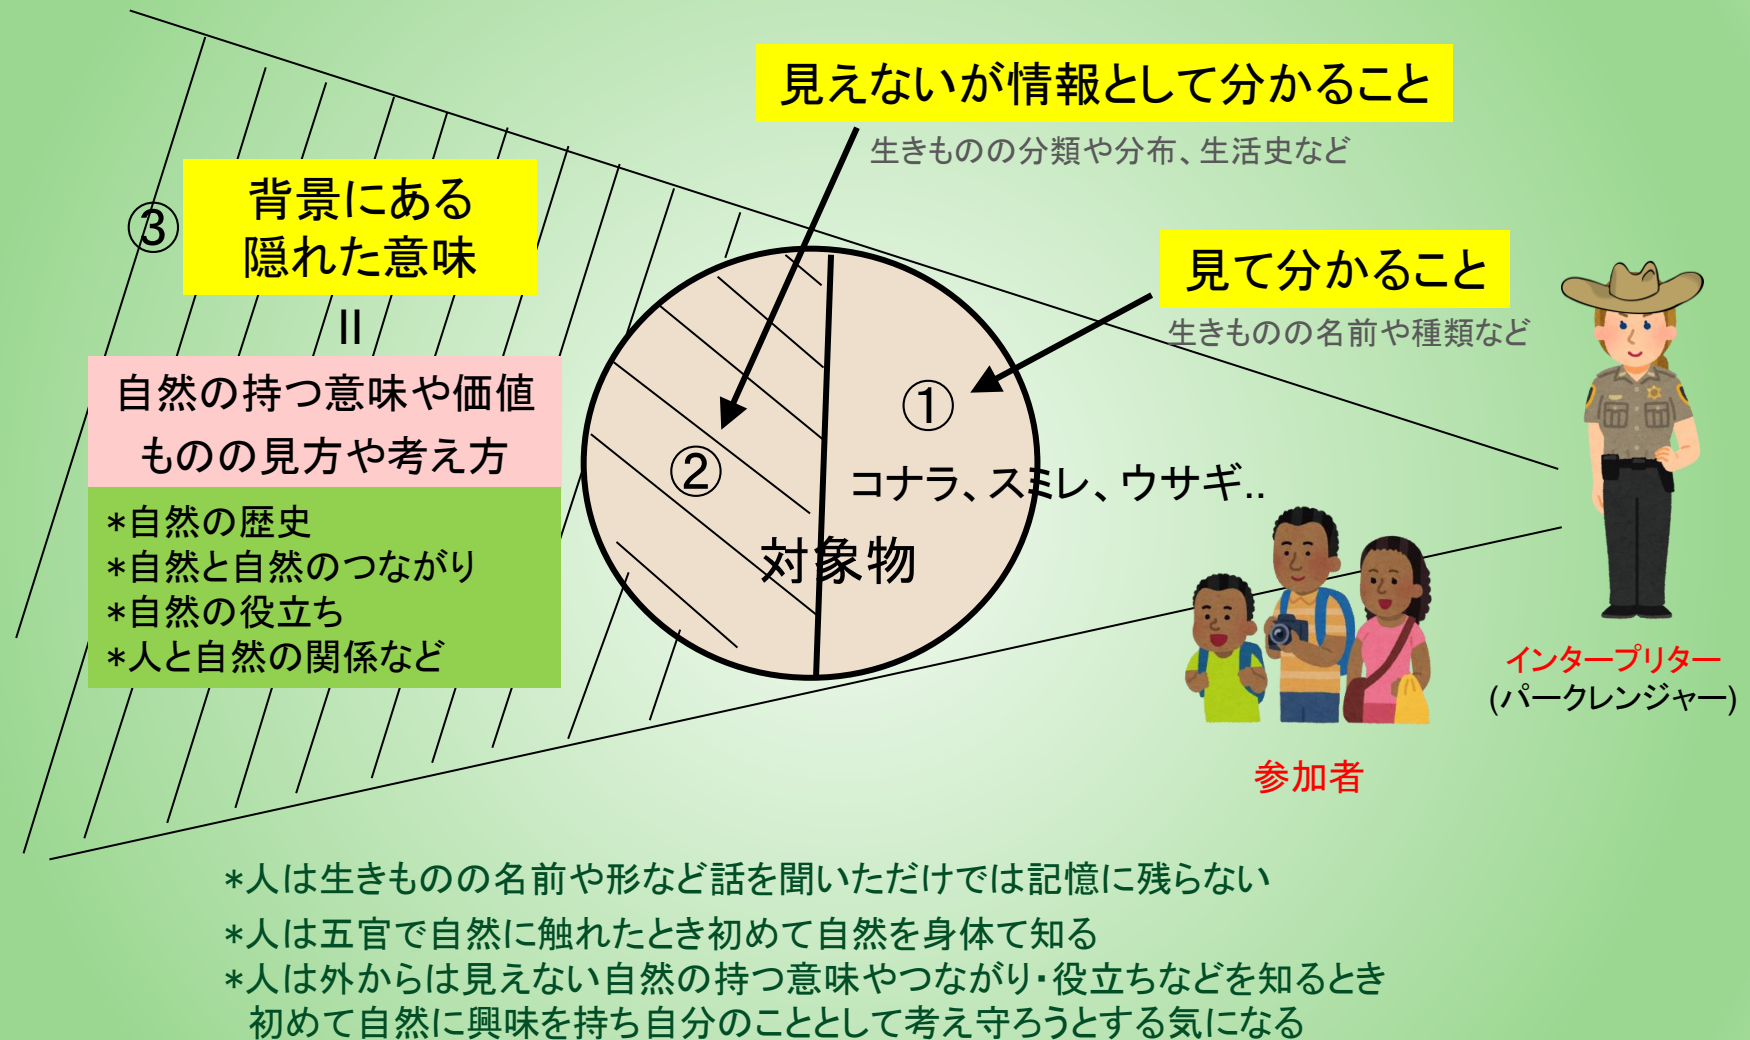 見えないが情報として分かること
生きものの分類や分布、生活史など
③
背景にある
隠れた意味
=
自然の持つ意味や価値
ものの見方や考え方
*自然の歴史
*自然と自然のつながり
*自然の役立ち
*人と自然の関係など
見て分かること
生きものの名前や種類など
①
②
コナラ、スミレ、ウサギ..
対象物
インタープリター
(パークレンジャー)
参加者
*人は生きものの名前や形など話を聞いただけでは記憶に残らない
*人は五官で自然に触れたとき初めて自然を身体て知る
*人は外からは見えない自然の持つ意味やつながり・役立ちなどを知るとき
初めて自然に興味を持ち自分のこととして考え守ろうとする気になる